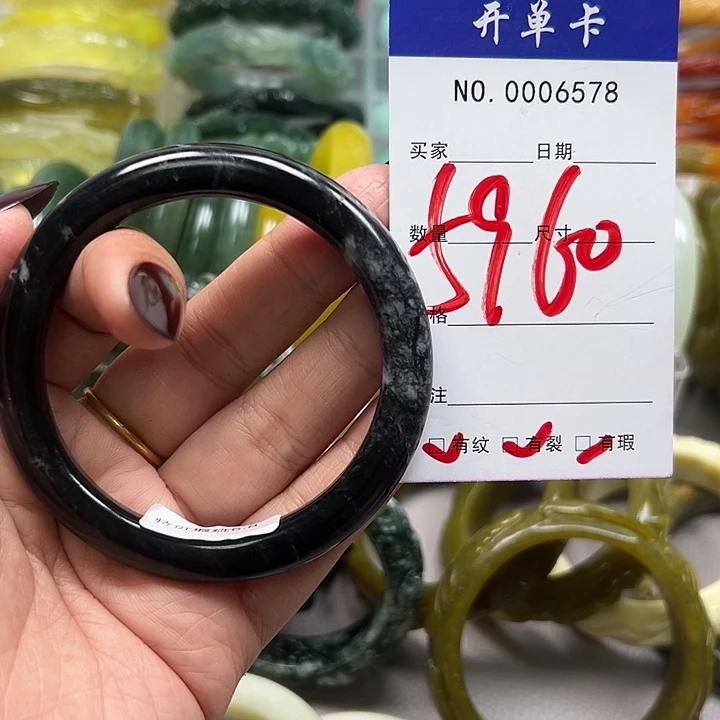 开单卡
NO. 0006578
买家 日期
数量 尺寸
5960
格
注
□有纹 □有裂 □有瑕